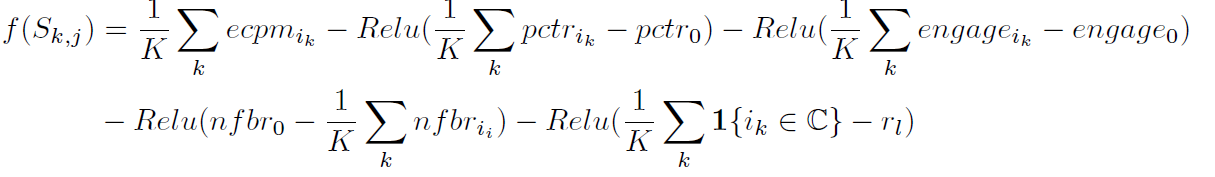 f(S_{k,j}) = \frac{1}{K} \sum_k ecpm_{i_k} - Relu(\frac{1}{K} \sum_k pctr_{i_k} - pctr_0) - Relu(\frac{1}{K} \sum_k engage_{i_k} - engage_0)
- Relu(nfbr_0 - \frac{1}{K} \sum_k nfbr_{i_i}) - Relu(\frac{1}{K} \sum_k \mathbf{1}\{i_k \in \mathbb{C}\} - r_l)